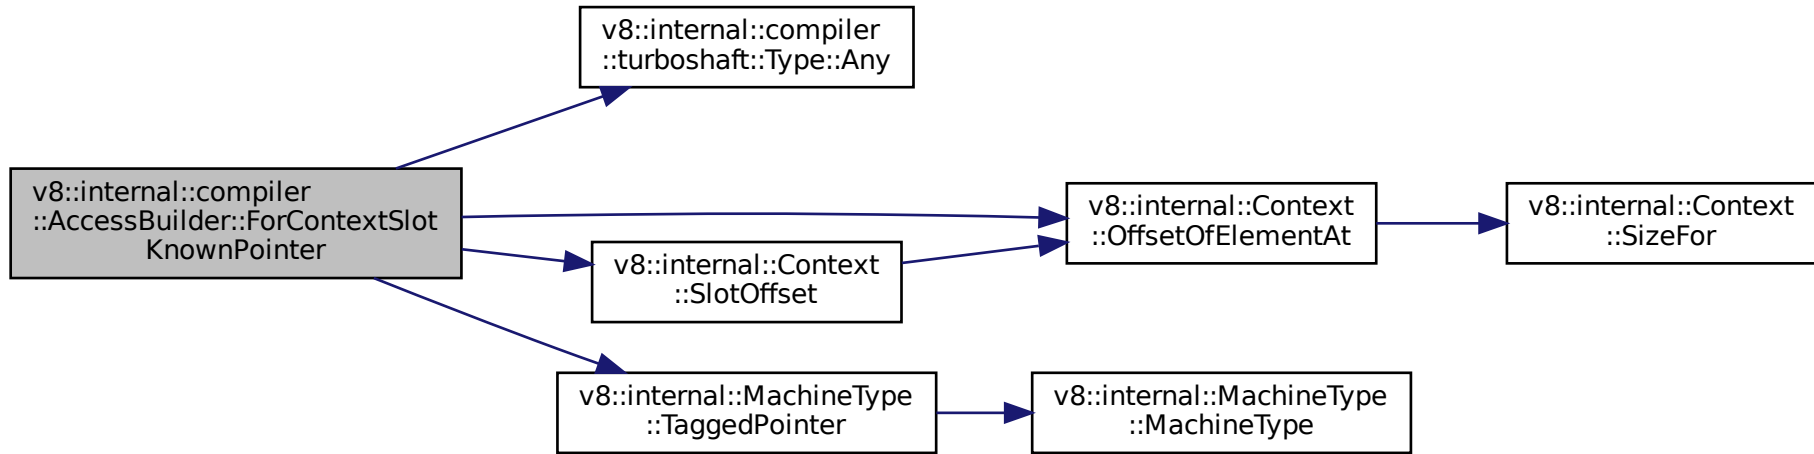 v8::internal::compiler
::turboshaft::Type::Any
v8::internal::compiler
::AccessBuilder::ForContextSlot
KnownPointer
v8::internal::Context
::OffsetOfElementAt
v8::internal::Context
::SizeFor
v8::internal::Context
::SlotOffset
v8::internal::MachineType
::TaggedPointer
v8::internal::MachineType
::MachineType